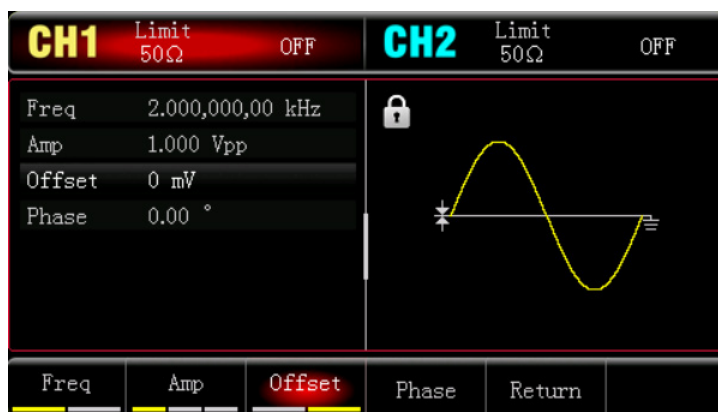 CH1 Limit 50Ω OFF
CH2 Limit 50Ω OFF
Freq 2.000,000,00 kHz
Amp 1.000 Vpp
Offset 0 mV
Phase 0.00 °
Freq Amp Offset Phase Return